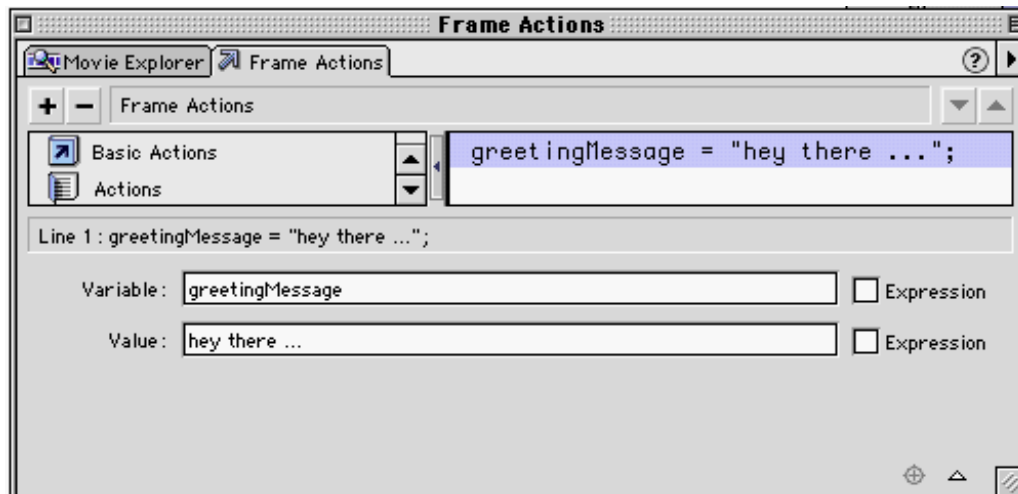 Frame Actions
Movie Explorer Frame Actions ?
+ − Frame Actions
Basic Actions
Actions
greetingMessage = "hey there ...";
Line 1 : greetingMessage = "hey there ...";
Variable : greetingMessage Expression
Value : hey there ... Expression